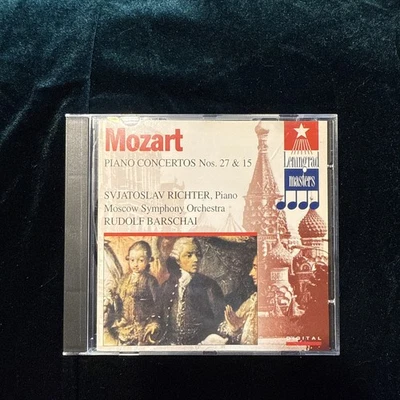 Mozart
PIANO CONCERTOS Nos. 27 & 15
SVJATOSLAV RICHTER, Piano
Moscow Symphony Orchestra
RUDOLF BARSCHAI
Leningrad
masters
DIGITAL